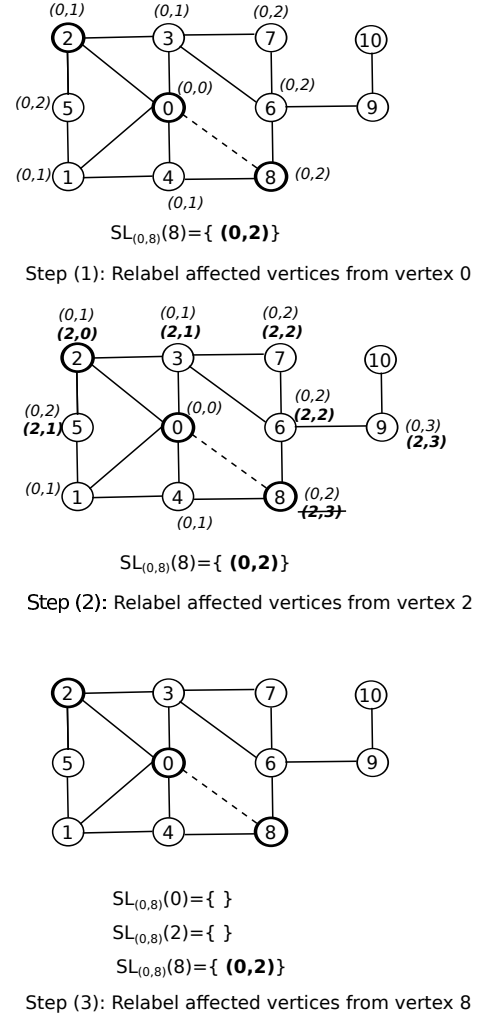 (0,1) (0,1) (0,2)
2 3 7 10
(0,0) (0,2)
(0,2) 5 0 6 9
(0,1) 1 4 8 (0,2)
(0,1)
SL(0,8)(8)={ (0,2)}
Step (1): Relabel affected vertices from vertex 0
(0,1) (0,1) (0,2)
(2,0) (2,1) (2,2)
2 3 7 10
(0,2) (0,0) (0,2)
(2,1) 5 0 (2,2) 6 9 (0,3)
(2,3)
(0,1) 1 4 8 (0,2)
(0,1) (2,3)
SL(0,8)(8)={ (0,2)}
Step (2): Relabel affected vertices from vertex 2
2 3 7 10
5 0 6 9
1 4 8
SL(0,8)(0)={ }
SL(0,8)(2)={ }
SL(0,8)(8)={ (0,2)}
Step (3): Relabel affected vertices from vertex 8